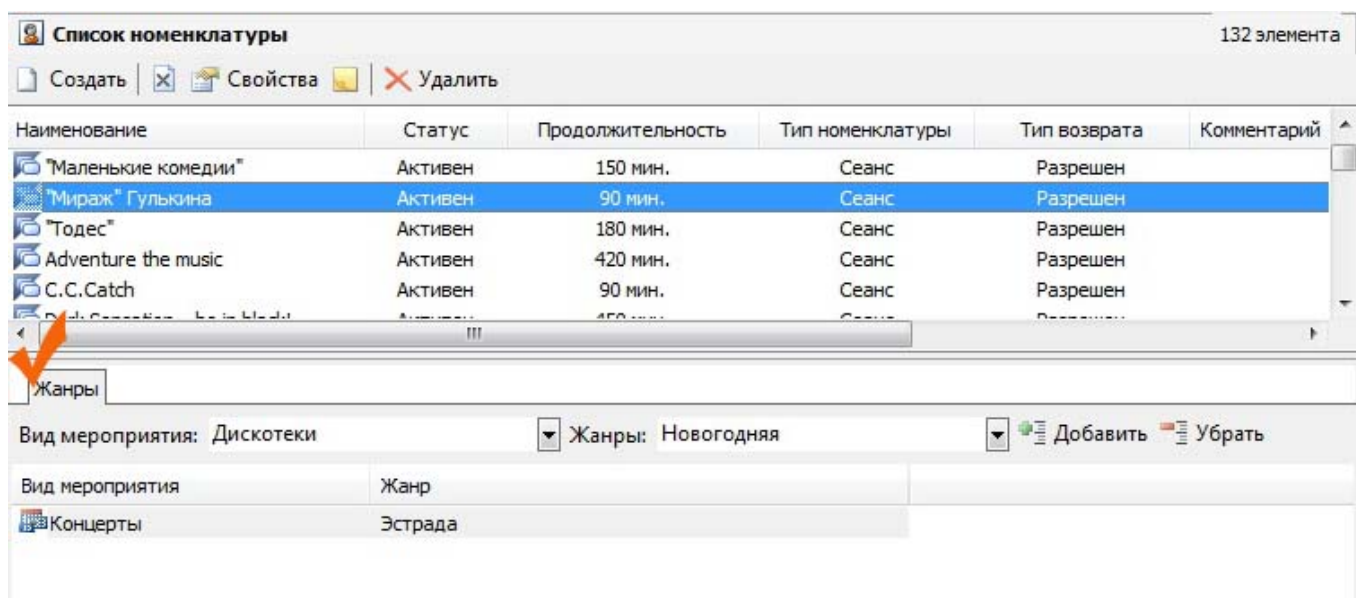 Список номенклатуры 132 элемента
Создать Свойства Удалить
Наименование Статус Продолжительность Тип номенклатуры Тип возврата Комментарий
"Маленькие комедии" Активен 150 мин. Сеанс Разрешен
"Мираж" Гулькина Активен 90 мин. Сеанс Разрешен
"Тодес" Активен 180 мин. Сеанс Разрешен
Adventure the music Активен 420 мин. Сеанс Разрешен
C.C.Catch Активен 90 мин. Сеанс Разрешен
Жанры
Вид мероприятия: Дискотеки Жанры: Новогодняя Добавить Убрать
Вид мероприятия Жанр
Концерты Эстрада